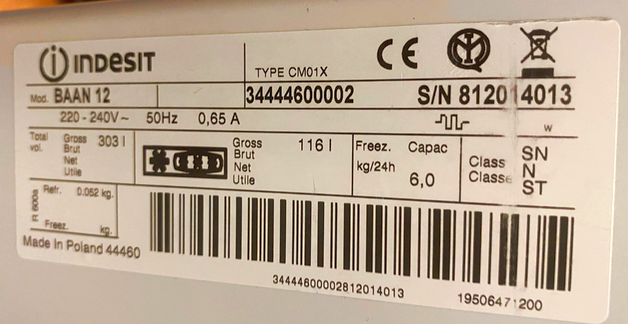 INDESIT
TYPE CM01X
CE
Mod. BAAN 12
34444600002
S/N 812014013
220 - 240V ~ 50Hz 0,65 A
W
Total vol.
Gross Brut 303 l
Net Utile
Gross Brut 116 l
Net Utile
Freez. Capac
kg/24h 6,0
Class Classe
SN
N
ST
R 600a
Refr. 0.052 kg.
Freez. kg.
Made in Poland 44460
34444600002812014013
19506471200